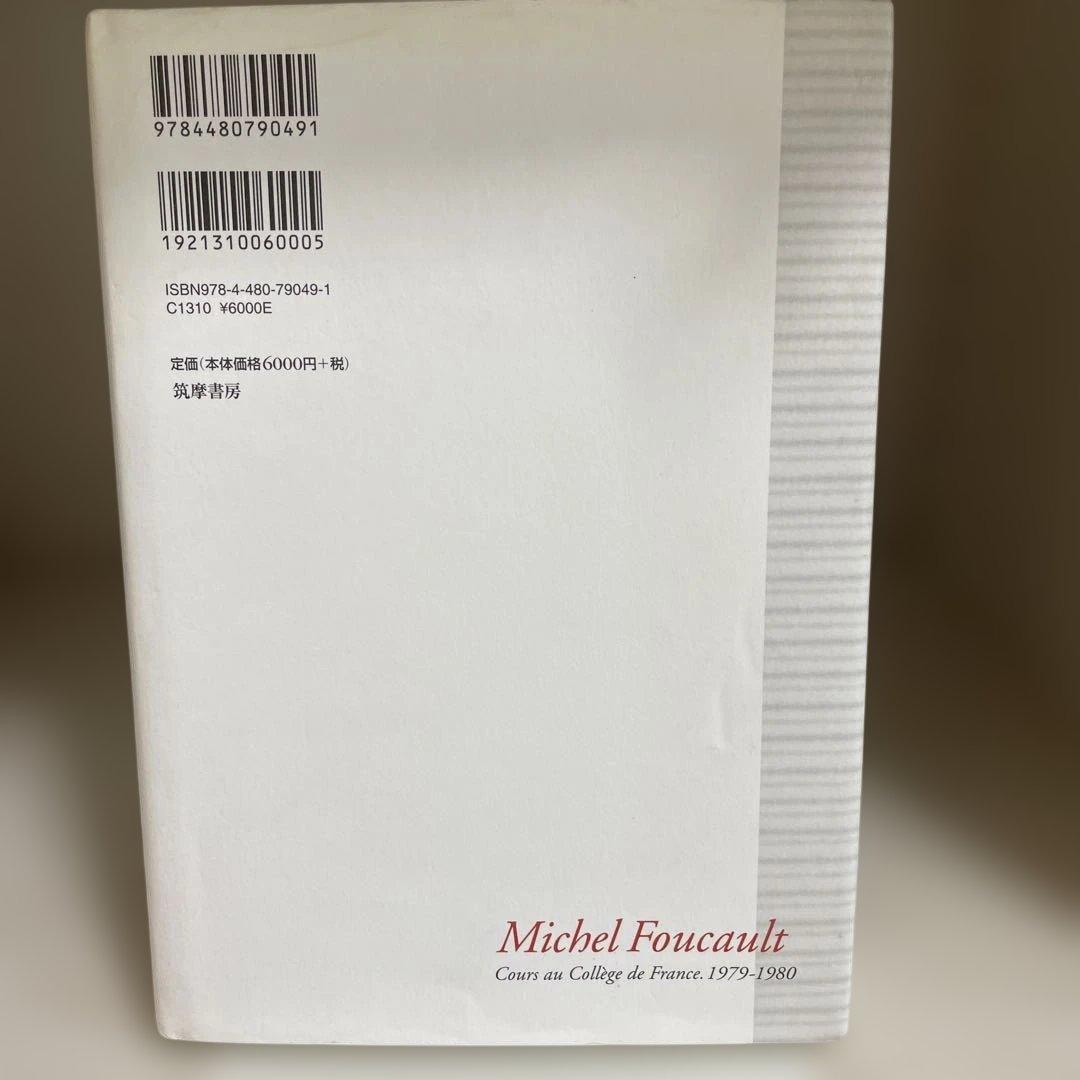 9784480790491
1921310060005
ISBN978-4-480-79049-1
C1310 ¥6000E
定価(本体価格6000円+税)
筑摩書房
Michel Foucault
Cours au Collège de France. 1979-1980